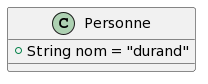 C Personne
String nom = "durand"